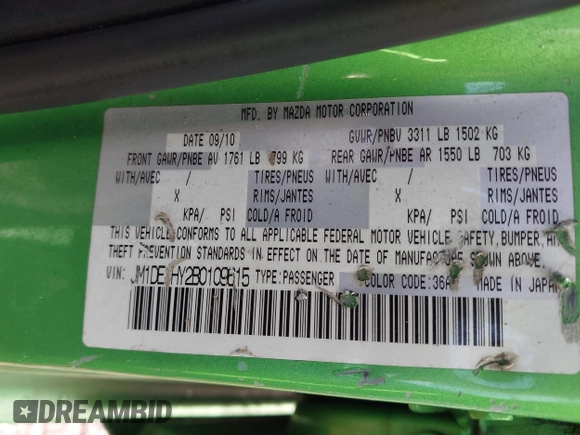 MFD. BY MAZDA MOTOR CORPORATION
DATE 09/10 GVWR/PNBV 3311 LB 1502 KG
FRONT GAWR/PNBE AV 1761 LB 799 KG REAR GAWR/PNBE AR 1550 LB 703 KG
WITH/AVEC / TIRES/PNEUS WITH/AVEC / TIRES/PNEUS
X RIMS/JANTES X RIMS/JANTES
KPA/ PSI COLD/A FROID KPA/ PSI COLD/A FROID
THIS VEHICLE CONFORMS TO ALL APPLICABLE FEDERAL MOTOR VEHICLE SAFETY, BUMPER, AND
THEFT PREVENTION STANDARDS IN EFFECT ON THE DATE OF MANUFACTURE SHOWN ABOVE.
VIN: TYPE:PASSENGER COLOR CODE:36A MADE IN JAPAN
DREAMBID